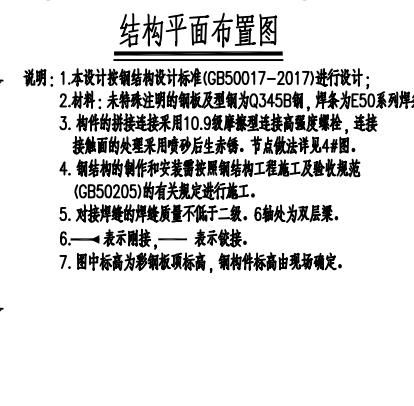 结构平面布置图
说明：1.本设计按钢结构设计标准(GB50017-2017)进行设计；
2.材料：未特殊注明的钢板及型钢为Q345B钢，焊条为E50系列焊
3. 构件的拼接连接采用10.9级摩擦型连接高强度螺栓，连接
接触面的处理采用喷砂后生赤锈。节点做法详见4#图。
4. 钢结构的制作和安装需按照钢结构工程施工及验收规范
(GB50205)的有关规定进行施工。
5. 对接焊缝的焊缝质量不低于二级。6轴处为双层梁。
6. 表示刚接， 表示铰接。
7. 图中标高为彩钢板项标高，钢构件标高由现场确定。